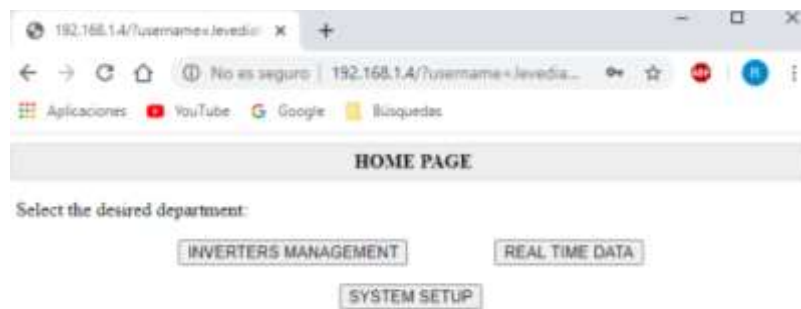 192.168.1.4/?username=.levedia
No es seguro | 192.168.1.4/?username=.levedia...
Aplicaciones YouTube G Google Búsquedas
HOME PAGE
Select the desired department:
INVERTERS MANAGEMENT REAL TIME DATA
SYSTEM SETUP